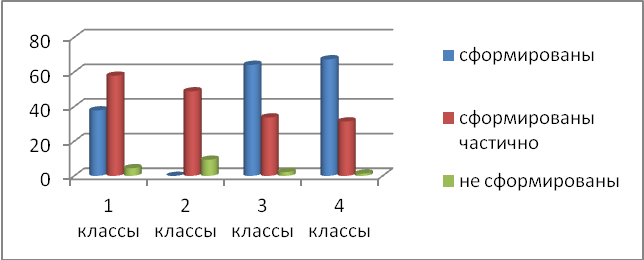 80
60
40
20
0
1
классы
2
классы
3
классы
4
классы
сформированы
сформированы
частично
не сформированы